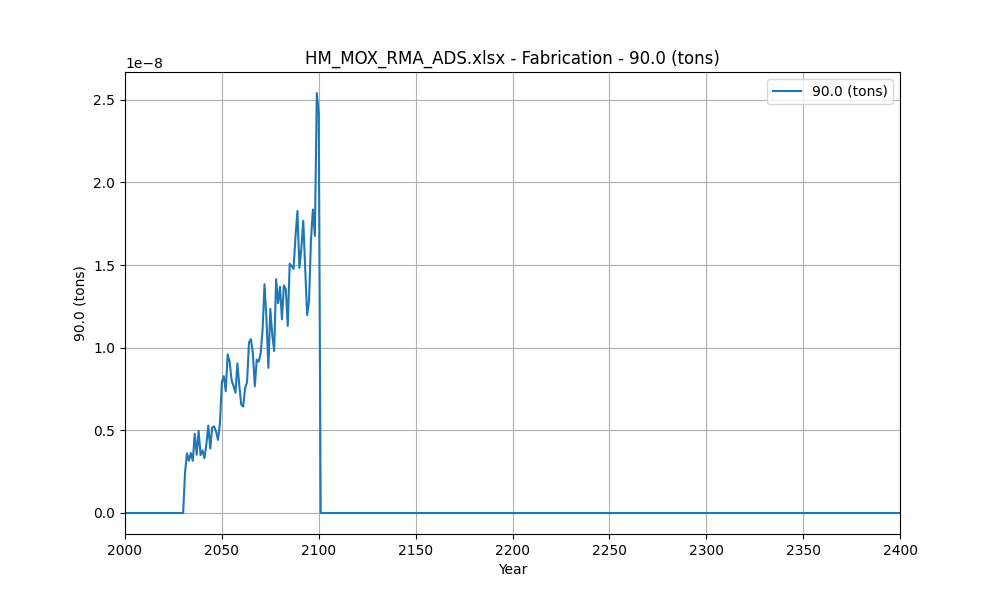 HM_MOX_RMA_ADS.xlsx - Fabrication - 90.0 (tons)
1e−8
90.0 (tons)
2.5
2.0
1.5
1.0
0.5
0.0
90.0 (tons)
2000 2050 2100 2150 2200 2250 2300 2350 2400
Year